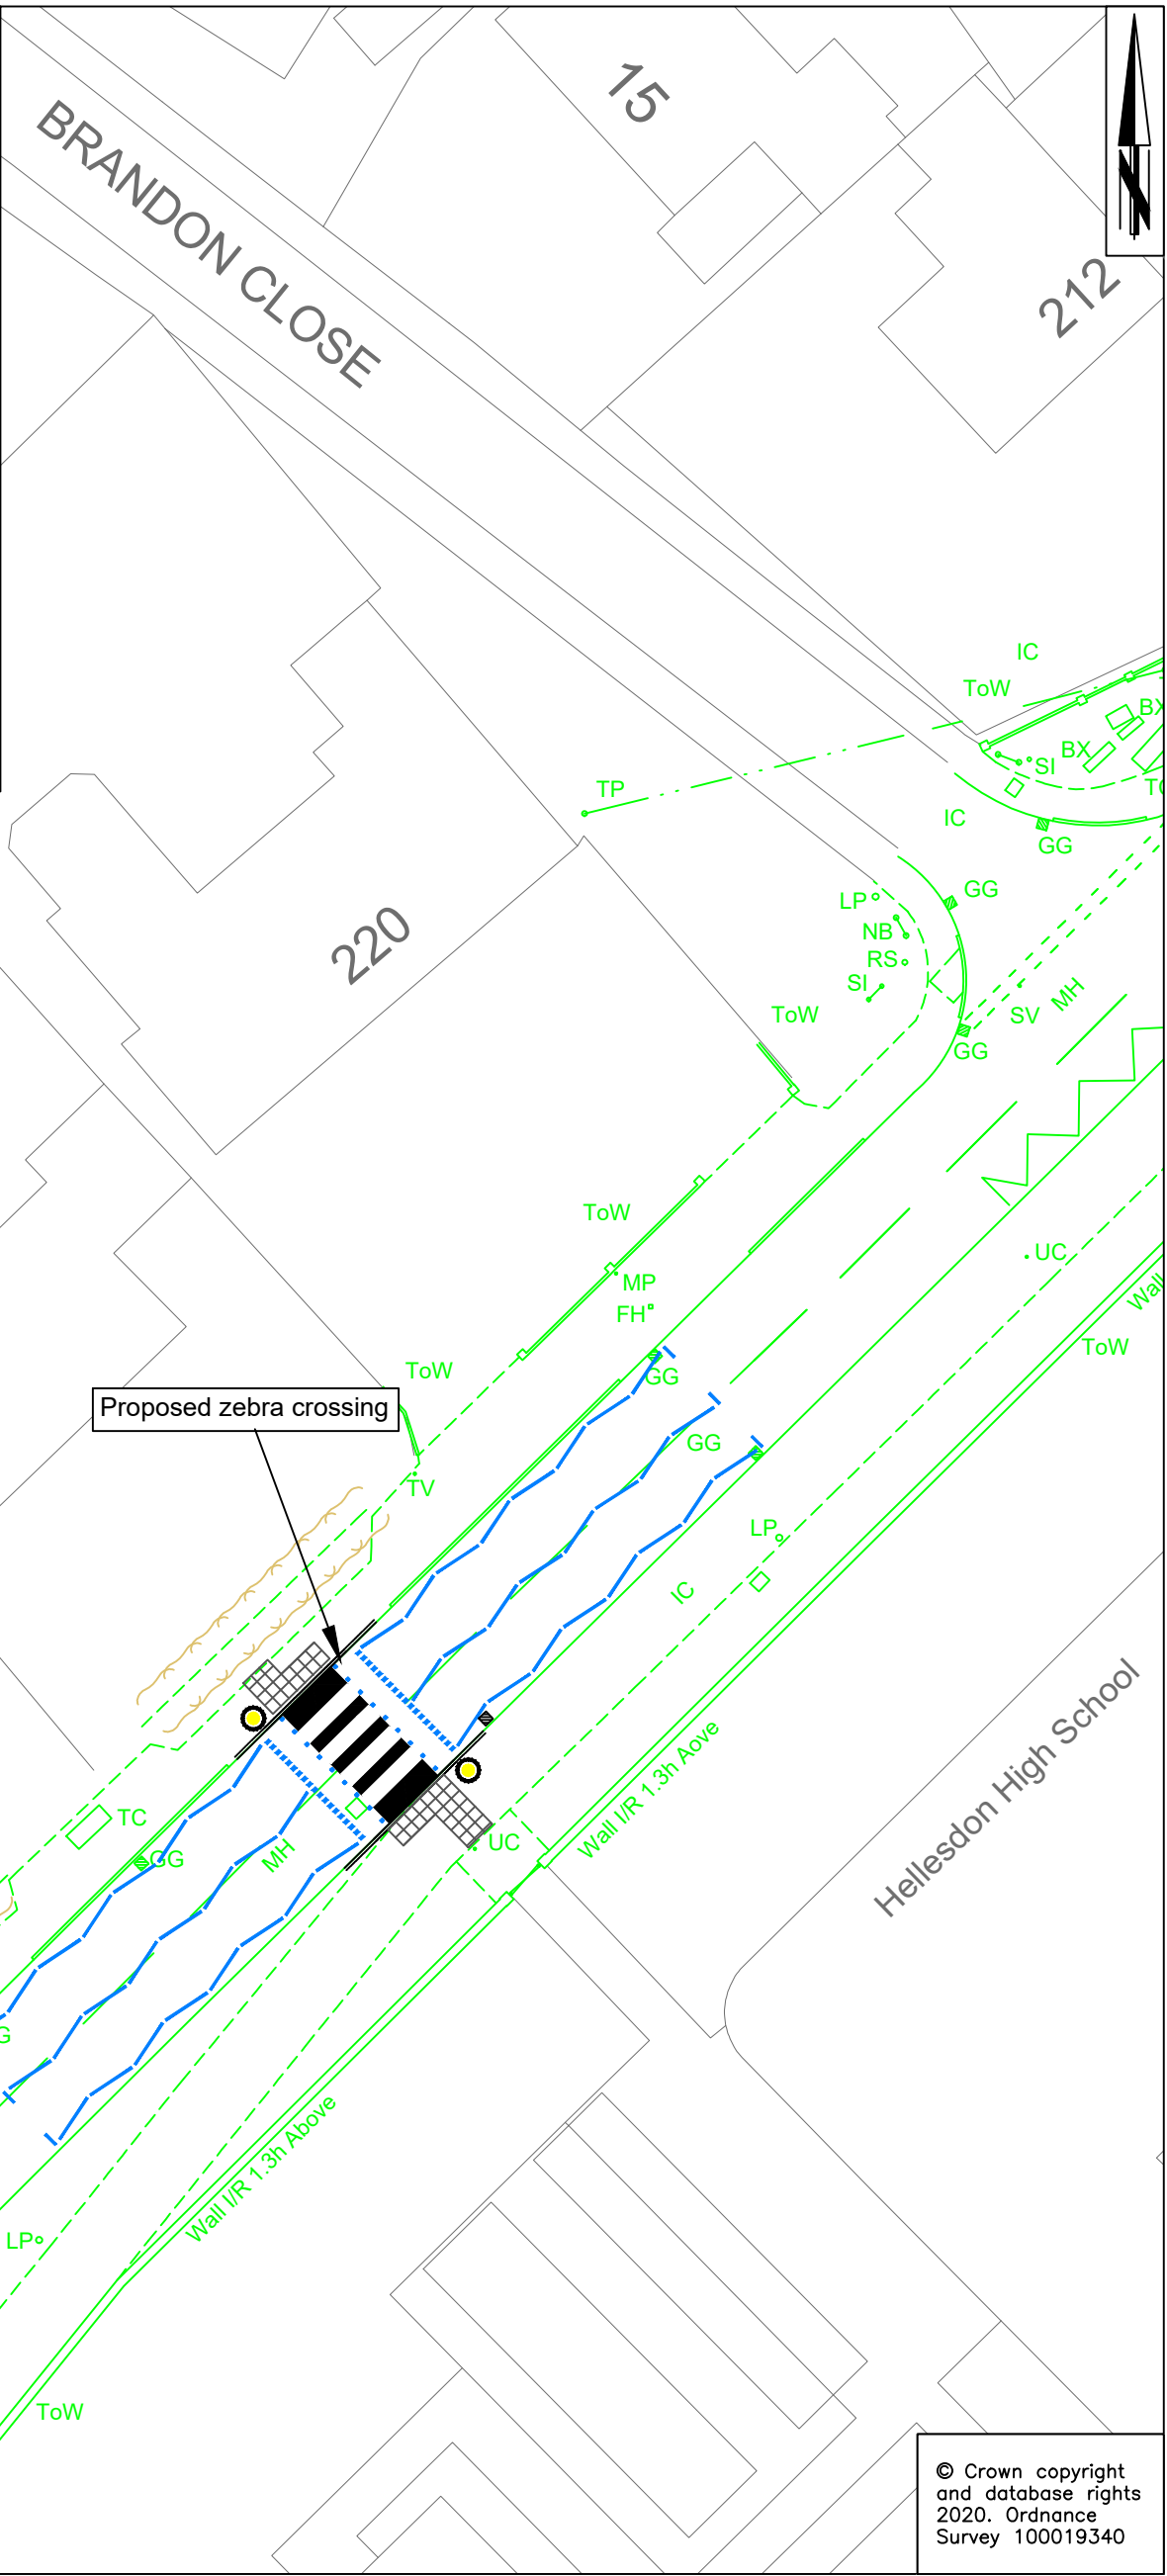 BRANDON CLOSE
15
N
212
IC
ToW
BX
BX
SI
TP
IC
GG
GG
LP
NB
RS
SI
220
ToW
SV
MH
GG
ToW
UC
MP
FH
ToW
ToW
GG
Proposed zebra crossing
GG
TV
LP
IC
Hellesdon High School
Wall I/R 1.3h Aove
TC
UC
GG
MH
Wall I/R 1.3h Above
LP
ToW
© Crown copyright
and database rights
2020. Ordnance
Survey 100019340